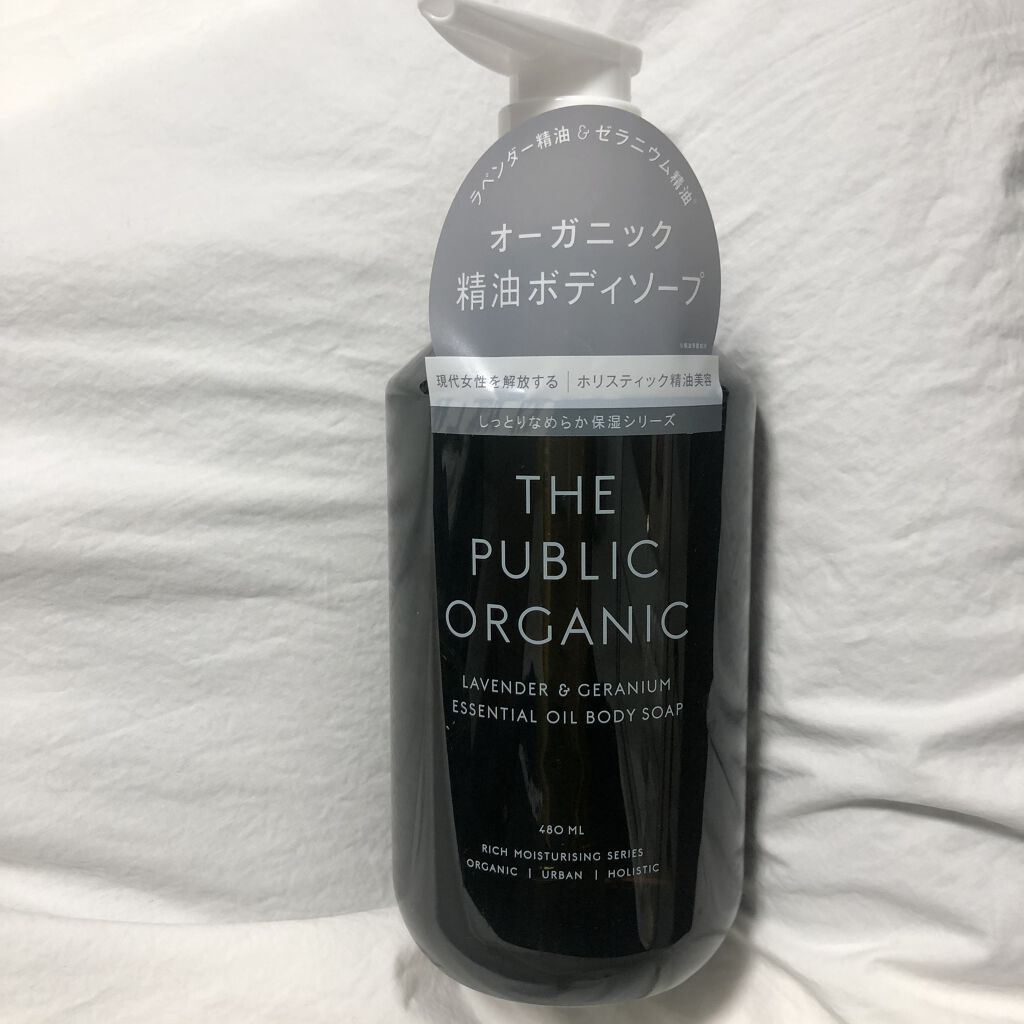 ラベンダー精油 & ゼラニウム精油
オーガニック
精油ボディソープ
現代女性を解放する | ホリスティック精油美容
しっとりなめらか保湿シリーズ
THE
PUBLIC
ORGANIC
LAVENDER & GERANIUM
ESSENTIAL OIL BODY SOAP
480 ML
RICH MOISTURISING SERIES
ORGANIC | URBAN | HOLISTIC